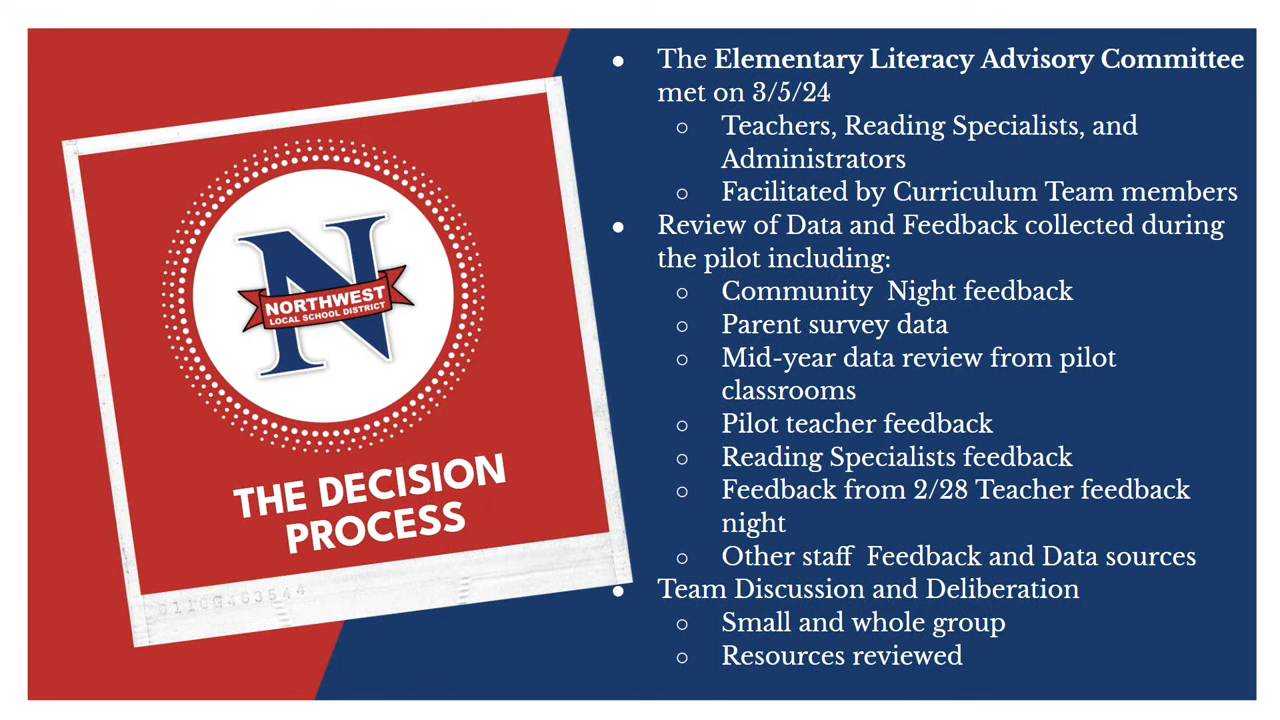 NORTHWEST
LOCAL SCHOOL DISTRICT
THE DECISION
PROCESS
● The Elementary Literacy Advisory Committee
met on 3/5/24
○ Teachers, Reading Specialists, and
Administrators
○ Facilitated by Curriculum Team members
● Review of Data and Feedback collected during
the pilot including:
○ Community  Night feedback
○ Parent survey data
○ Mid-year data review from pilot
classrooms
○ Pilot teacher feedback
○ Reading Specialists feedback
○ Feedback from 2/28 Teacher feedback
night
○ Other staff  Feedback and Data sources
● Team Discussion and Deliberation
○ Small and whole group
○ Resources reviewed